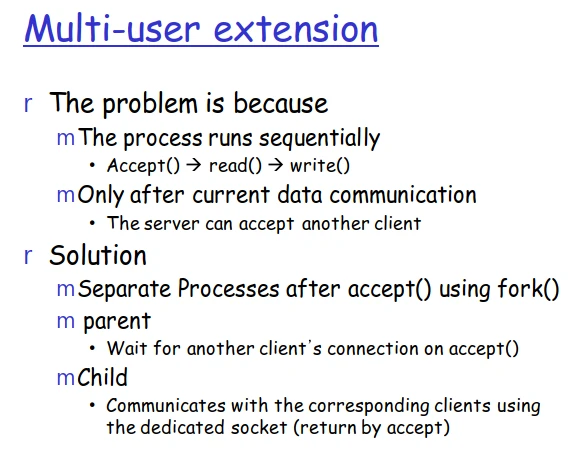 Multi-user extension
r The problem is because
m The process runs sequentially
• Accept() → read() → write()
m Only after current data communication
• The server can accept another client
r Solution
m Separate Processes after accept() using fork()
m parent
• Wait for another client's connection on accept()
m Child
• Communicates with the corresponding clients using
the dedicated socket (return by accept)